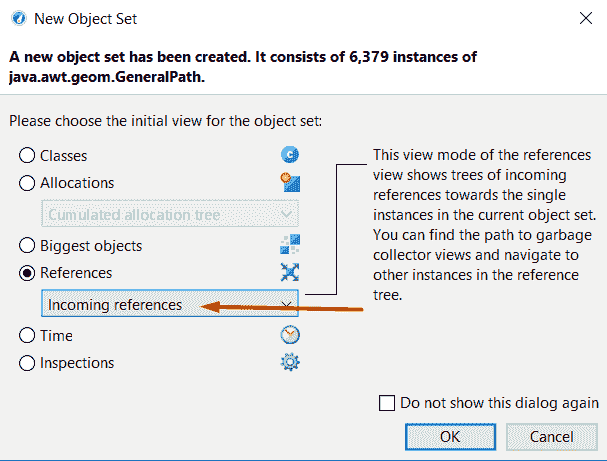 New Object Set
A new object set has been created. It consists of 6,379 instances of
java.awt.geom.GeneralPath.
Please choose the initial view for the object set:
Classes
Allocations
Cumulated allocation tree
Biggest objects
References
Incoming references
Time
Inspections
This view mode of the references
view shows trees of incoming
references towards the single
instances in the current object set.
You can find the path to garbage
collector views and navigate to
other instances in the reference
tree.
Do not show this dialog again
OK
Cancel